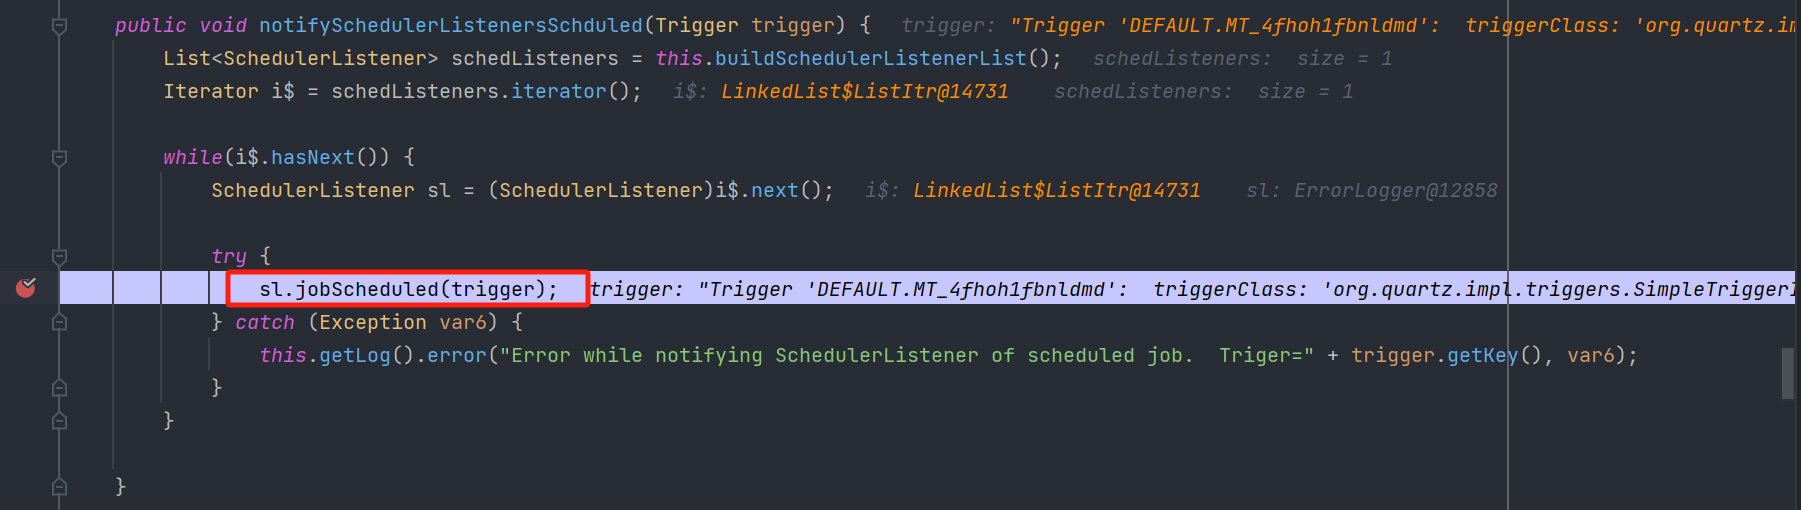 public void notifySchedulerListenersSchduled(Trigger trigger) {   trigger: "Trigger 'DEFAULT.MT_4fhoh1fbnldmd':  triggerClass: 'org.quartz.im
List<SchedulerListener> schedListeners = this.buildSchedulerListenerList();   schedListeners:  size = 1
Iterator i$ = schedListeners.iterator();   i$: LinkedList$ListItr@14731    schedListeners:  size = 1
while(i$.hasNext()) {
SchedulerListener sl = (SchedulerListener)i$.next();   i$: LinkedList$ListItr@14731    sl: ErrorLogger@12858
try {
sl.jobScheduled(trigger);   trigger: "Trigger 'DEFAULT.MT_4fhoh1fbnldmd':  triggerClass: 'org.quartz.impl.triggers.SimpleTriggerI
} catch (Exception var6) {
this.getLog().error("Error while notifying SchedulerListener of scheduled job.  Triger=" + trigger.getKey(), var6);
}
}
}